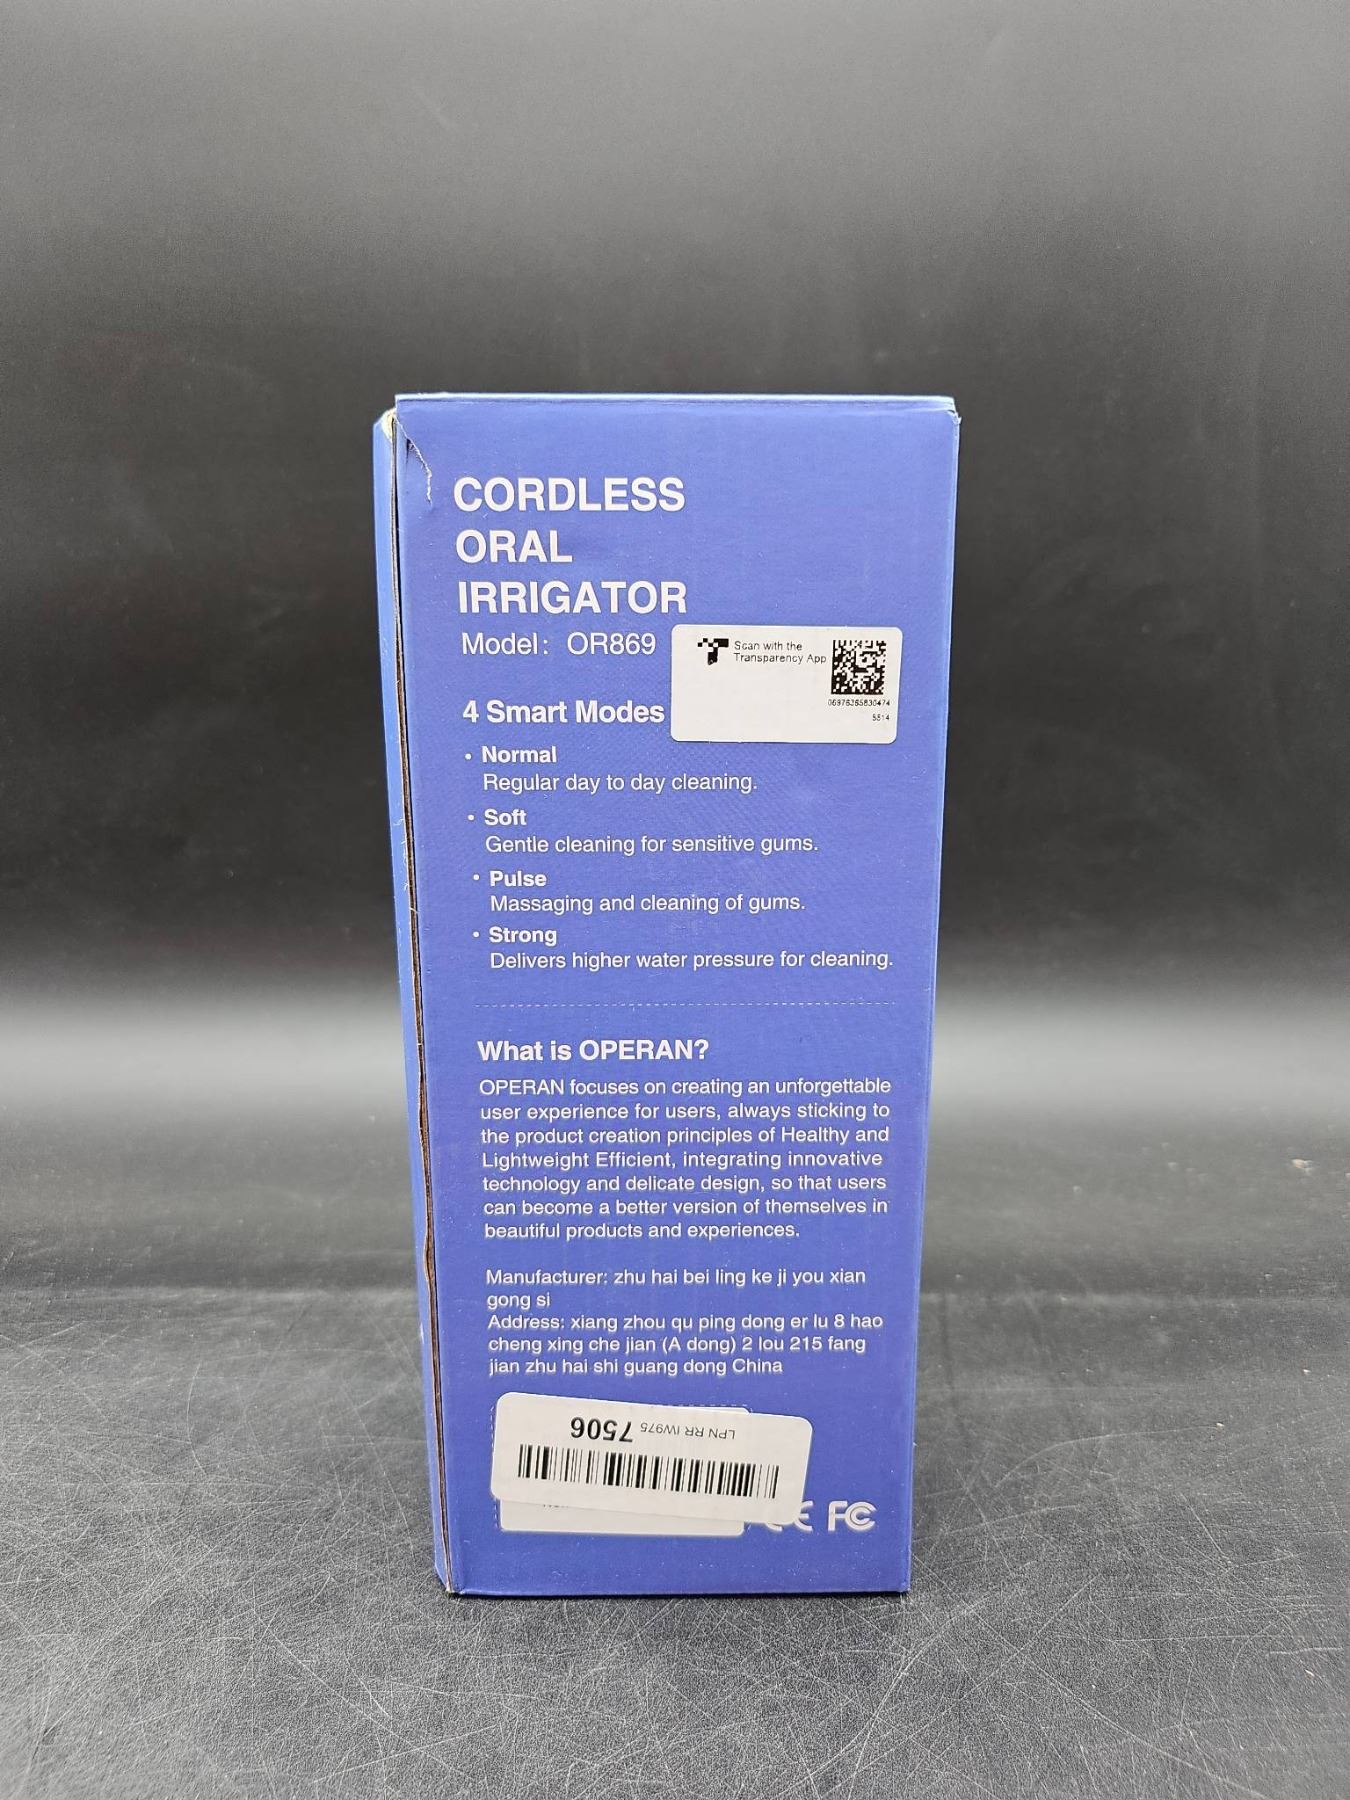 CORDLESS
ORAL
IRRIGATOR
Model: OR869
Scan with the
Transparency App
06976365830474
5514
4 Smart Modes
• Normal
Regular day to day cleaning.
• Soft
Gentle cleaning for sensitive gums.
• Pulse
Massaging and cleaning of gums.
• Strong
Delivers higher water pressure for cleaning.
What is OPERAN?
OPERAN focuses on creating an unforgettable
user experience for users, always sticking to
the product creation principles of Healthy and
Lightweight Efficient, integrating innovative
technology and delicate design, so that users
can become a better version of themselves in
beautiful products and experiences.
Manufacturer: zhu hai bei ling ke ji you xian
gong si
Address: xiang zhou qu ping dong er lu 8 hao
cheng xing che jian (A dong) 2 lou 215 fang
jian zhu hai shi guang dong China
LPN RR IW975 7506
CE FC